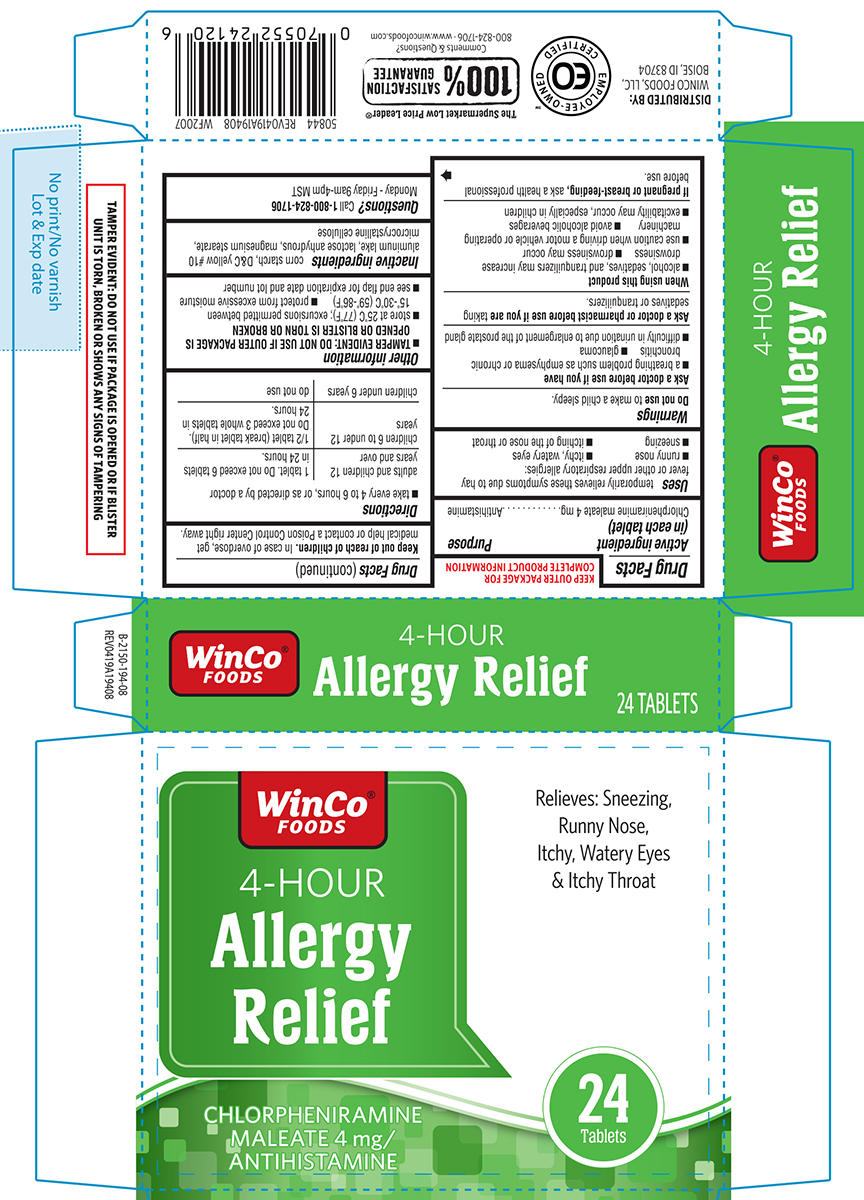 DISTRIBUTED BY:
WINCO FOODS, LLC,
BOISE, ID 83704
EMPLOYEE-OWNED
EO
CERTIFIED
™
The Supermarket Low Price Leader®
100% SATISFACTION
GUARANTEE
Comments & Questions?
800-824-1706 - www.wincofoods.com
50844 REV0419A19408 WF2007
0 70552 24120 6
No print/No varnish
Lot & Exp date
TAMPER EVIDENT: DO NOT USE IF PACKAGE IS OPENED OR IF BLISTER
UNIT IS TORN, BROKEN OR SHOWS ANY SIGNS OF TAMPERING
Drug Facts
KEEP OUTER PACKAGE FOR
COMPLETE PRODUCT INFORMATION
Active ingredient
(in each tablet)
Purpose
Chlorpheniramine maleate 4 mg. . . . . . . . . . . .Antihistamine
Uses temporarily relieves these symptoms due to hay
fever or other upper respiratory allergies:
■ runny nose ■ itchy, watery eyes
■ sneezing ■ itching of the nose or throat
Warnings
Do not use to make a child sleepy.
Ask a doctor before use if you have
■ a breathing problem such as emphysema or chronic
bronchitis ■ glaucoma
■ difficulty in urination due to enlargement of the prostate gland
Ask a doctor or pharmacist before use if you are taking
sedatives or tranquilizers.
When using this product
■ alcohol, sedatives, and tranquilizers may increase
drowsiness ■ drowsiness may occur
■ use caution when driving a motor vehicle or operating
machinery ■ avoid alcoholic beverages
■ excitability may occur, especially in children
If pregnant or breast-feeding, ask a health professional
before use.
Drug Facts (continued)
Keep out of reach of children. In case of overdose, get
medical help or contact a Poison Control Center right away.
Directions
■ take every 4 to 6 hours, or as directed by a doctor
adults and children 12 years and over
1 tablet. Do not exceed 6 tablets in 24 hours.
children 6 to under 12 years
1/2 tablet (break tablet in half). Do not exceed 3 whole tablets in 24 hours.
children under 6 years
do not use
Other information
■ TAMPER EVIDENT: DO NOT USE IF OUTER PACKAGE IS
OPENED OR BLISTER IS TORN OR BROKEN
■ store at 25°C (77°F); excursions permitted between
15°-30°C (59°-86°F) ■ protect from excessive moisture
■ see end flap for expiration date and lot number
Inactive ingredients corn starch, D&C yellow #10
aluminum lake, lactose anhydrous, magnesium stearate,
microcrystalline cellulose
Questions? Call 1-800-824-1706
Monday - Friday 9am-4pm MST
WinCo®
FOODS
4-HOUR
Allergy Relief
B-2150-194-08
REV0419A19408
WinCo®
FOODS
4-HOUR
Allergy Relief
24 TABLETS
WinCo®
FOODS
4-HOUR
Allergy
Relief
Relieves: Sneezing,
Runny Nose,
Itchy, Watery Eyes
& Itchy Throat
CHLORPHENIRAMINE
MALEATE 4 mg/
ANTIHISTAMINE
24
Tablets